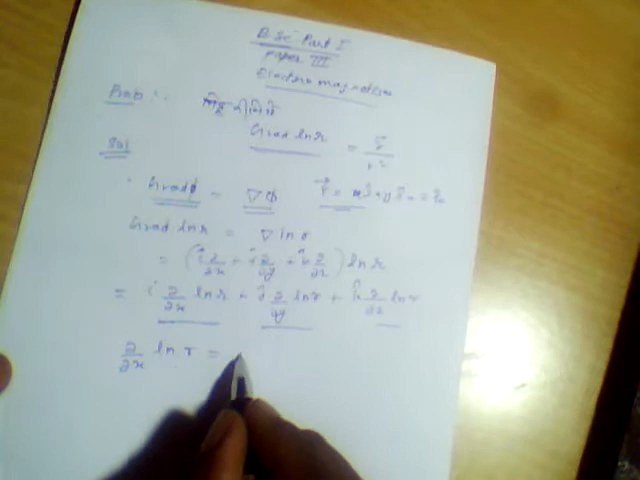 B.Sc. Part I
Paper III
Electromagnetism
Prob :-
सिद्ध कीजिये
Grad ln r = r⃗ / r²
Sol
Grad φ = ∇φ
Grad ln r = ∇ ln r
= (î ∂/∂x + ĵ ∂/∂y + k̂ ∂/∂z) ln r
= î ∂/∂x ln r + ĵ ∂/∂y ln r + k̂ ∂/∂z ln r
∂/∂x ln r =